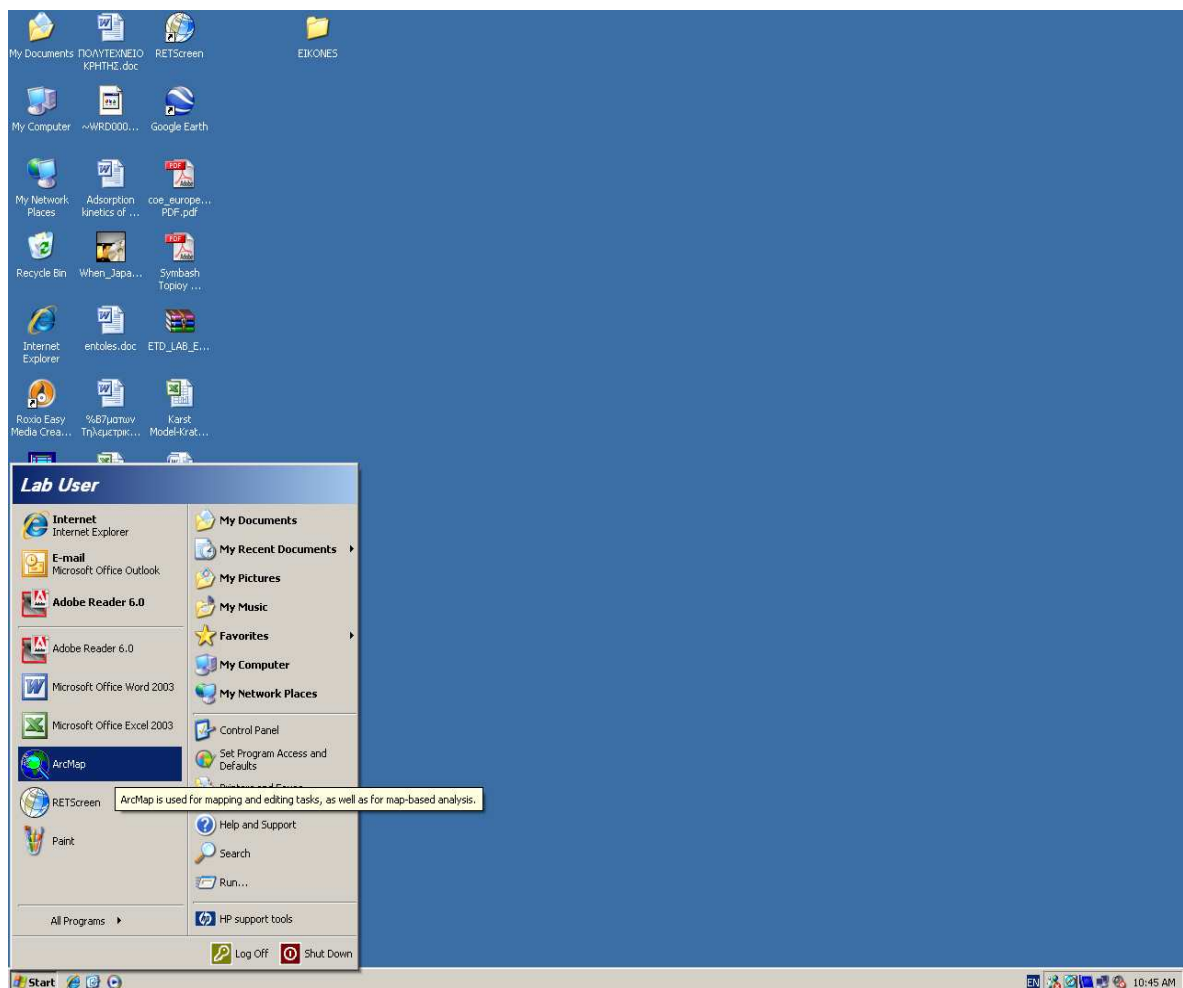 My Documents
ΠΟΛΥΤΕΧΝΕΙΟ
ΚΡΗΤΗΣ.doc
RETScreen
EIKONES
My Computer
~WRD000...
Google Earth
My Network
Places
Adsorption
kinetics of ...
coe_europe...
PDF.pdf
Recycle Bin
When_Japa...
Symbash
Topioy ...
Internet
Explorer
entoles.doc
ETD_LAB_E...
Roxio Easy
Media Crea...
%B7ματων
Τηλεμετρικ...
Karst
Model-Krat...
Lab User
Internet
Internet Explorer
E-mail
Microsoft Office Outlook
Adobe Reader 6.0
Adobe Reader 6.0
Microsoft Office Word 2003
Microsoft Office Excel 2003
ArcMap
RETScreen
Paint
All Programs
My Documents
My Recent Documents
My Pictures
My Music
Favorites
My Computer
My Network Places
Control Panel
Set Program Access and
Defaults
ArcMap is used for mapping and editing tasks, as well as for map-based analysis.
Help and Support
Search
Run...
HP support tools
Log Off
Shut Down
Start
EN
10:45 AM